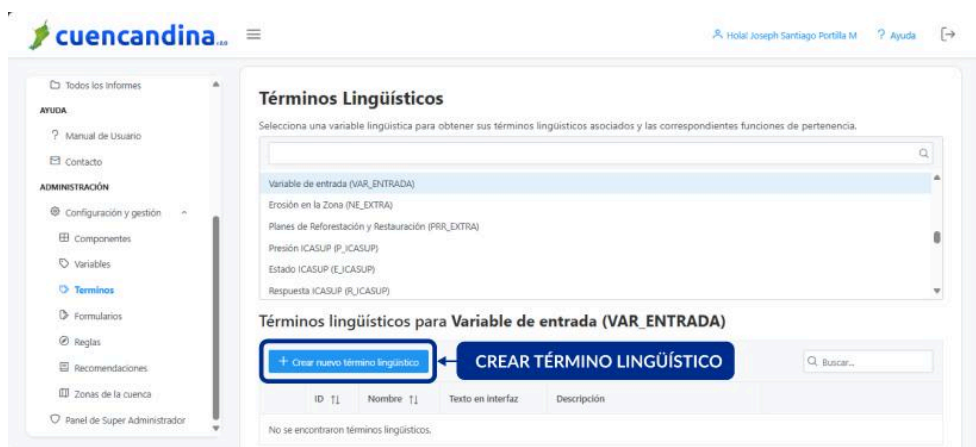 cuencandina
Hola! Joseph Santiago Portilla M
? Ayuda
Todos los Informes
AYUDA
? Manual de Usuario
Contacto
ADMINISTRACIÓN
Configuración y gestión
Componentes
Variables
Terminos
Formularios
Reglas
Recomendaciones
Zonas de la cuenca
Panel de Super Administrador
Términos Lingüísticos
Selecciona una variable lingüistica para obtener sus términos lingüisticos asociados y las correspondientes funciones de pertenencia.
Variable de entrada (VAR_ENTRADA)
Erosión en la Zona (NE_EXTRA)
Planes de Reforestación y Restauración (PRR_EXTRA)
Presión ICASUP (P_ICASUP)
Estado ICASUP (E_ICASUP)
Respuesta ICASUP (R_ICASUP)
Términos lingüísticos para Variable de entrada (VAR_ENTRADA)
+ Crear nuevo término lingüístico
CREAR TÉRMINO LINGÜÍSTICO
Buscar...
ID Nombre Texto en interfaz Descripción
No se encontraron términos lingüísticos.